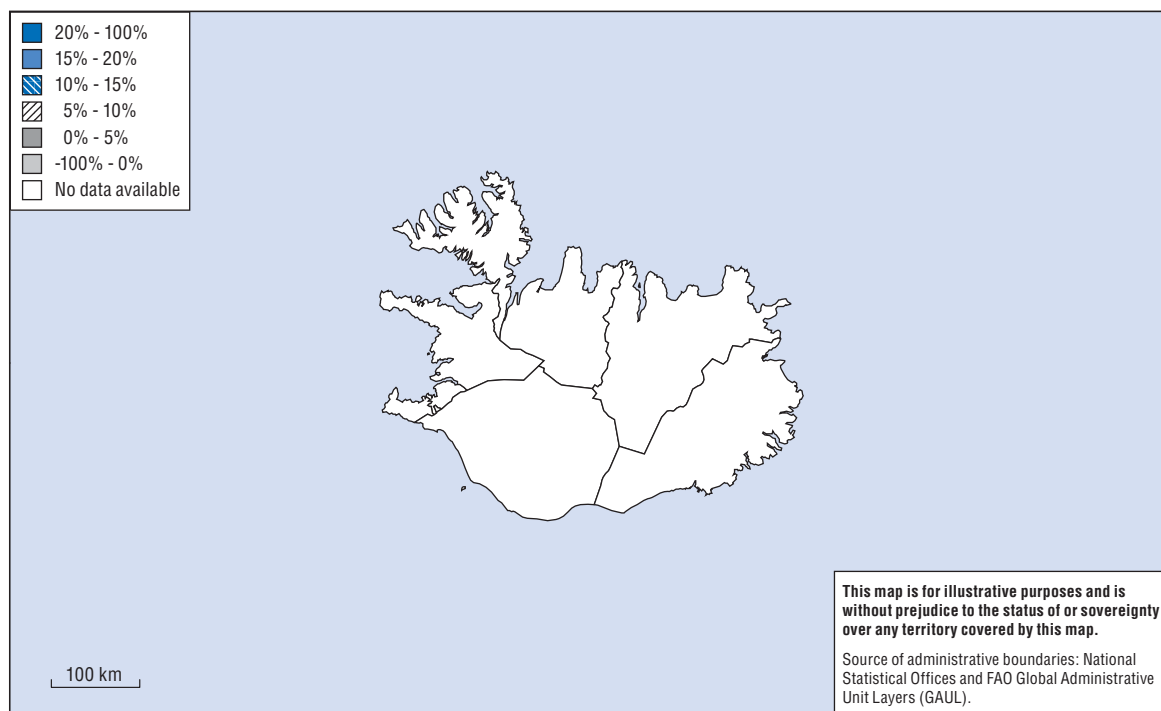 20% - 100%
15% - 20%
10% - 15%
5% - 10%
0% - 5%
-100% - 0%
No data available
This map is for illustrative purposes and is
without prejudice to the status of or sovereignty
over any territory covered by this map.
Source of administrative boundaries: National
Statistical Offices and FAO Global Administrative
Unit Layers (GAUL).
100 km